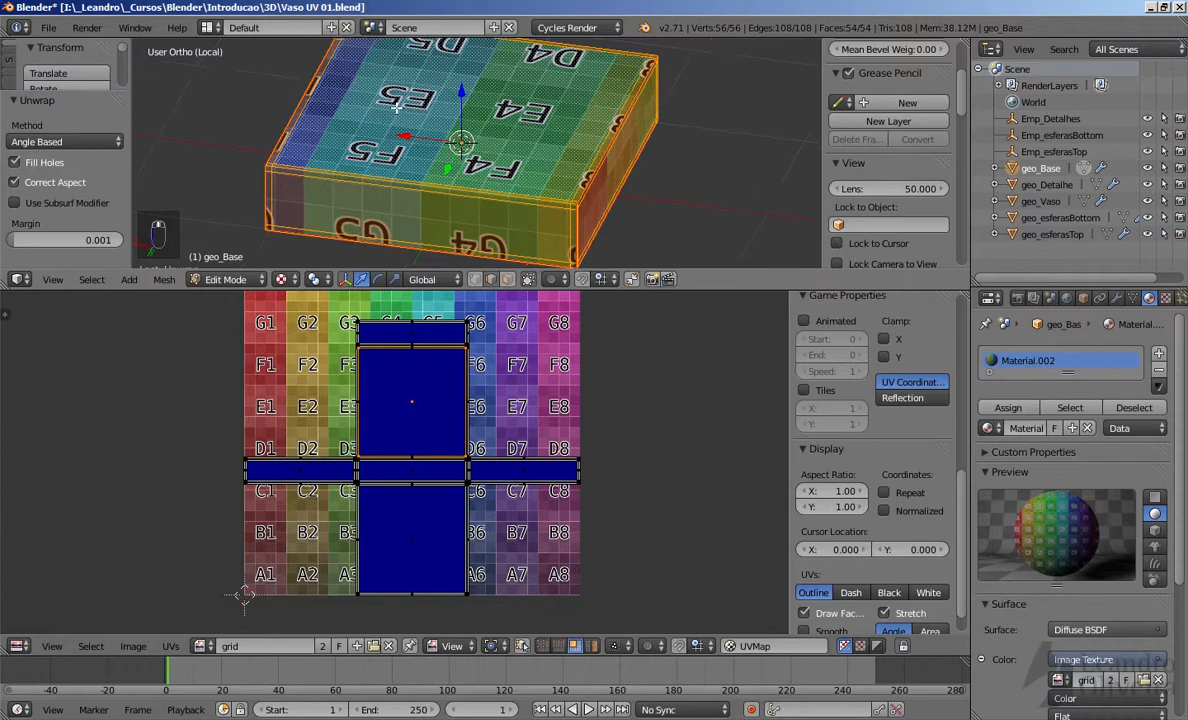 Blender* [I:\_Leandro_\Cursos\Blender\Introducao\3D\Vaso UV 01.blend]
File Render Window Help Default Scene Cycles Render v2.71 | Verts:56/56 | Edges:108/108 | Faces:54/54 | Tris:108 | Mem:38.12M | geo_Base
Transform
Translate
Unwrap
Method
Angle Based
Fill Holes
Correct Aspect
Use Subsurf Modifier
Margin
0.001
User Ortho (Local)
D5 D4
E5 E4
F5 F4
G5 G4
(1) geo_Base
View Select Add Mesh Edit Mode Global
Mean Bevel Weig: 0.00
Grease Pencil
New
New Layer
Delete Fra... Convert
View
Lens: 50.000
Lock to Object:
Lock to Cursor
Lock Camera to View
View Search All Scenes
Scene
RenderLayers
World
Emp_Detalhes
Emp_esferasBottom
Emp_esferasTop
geo_Base
geo_Detalhe
geo_Vaso
geo_esferasBottom
geo_esferasTop
G1 G2 G3 G6 G7 G8
F1 F2 F7 F8
E1 E2 E6 E7 E8
D1 D2 D3 D6 D7 D8
C1 C2 C3 C6 C7 C8
B1 B2 B7 B8
A1 A2 A6 A7 A8
Game Properties
Animated Clamp:
Start: 0 X
End: 0 Y
Speed: 1 UV Coordinat...
Tiles Reflection
X: 1
Y: 1
Display
Aspect Ratio: Coordinates:
X: 1.00 Repeat
Y: 1.00 Normalized
Cursor Location:
X: 0.000 Y: 0.000
UVs:
Outline Dash Black White
Draw Fac... Stretch
Smooth Angle Area
geo_Bas Material....
Material.002
Assign Select Deselect
Material F Data
Custom Properties
Preview
Surface
Surface: Diffuse BSDF
Color: Image Texture
grid 2 F
Color
Flat
View Select Image UVs grid 2 F View UVMap
-40 -20 0 20 40 60 80 100 120 140 160 180 200 220 240 260 280
View Marker Frame Playback Start: 1 End: 250 1 No Sync